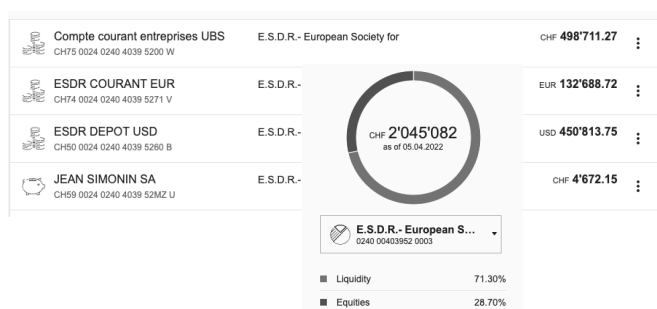 Compte courant entreprises UBS E.S.D.R.- European Society for CHF 498'711.27
CH75 0024 0240 4039 5200 W
ESDR COURANT EUR E.S.D.R.- EUR 132'688.72
CH74 0024 0240 4039 5271 V
ESDR DEPOT USD E.S.D.R.- USD 450'813.75
CH50 0024 0240 4039 5260 B
JEAN SIMONIN SA E.S.D.R.- CHF 4'672.15
CH59 0024 0240 4039 52MZ U
CHF 2'045'082
as of 05.04.2022
E.S.D.R.- European S...
0240 00403952 0003
Liquidity 71.30%
Equities 28.70%